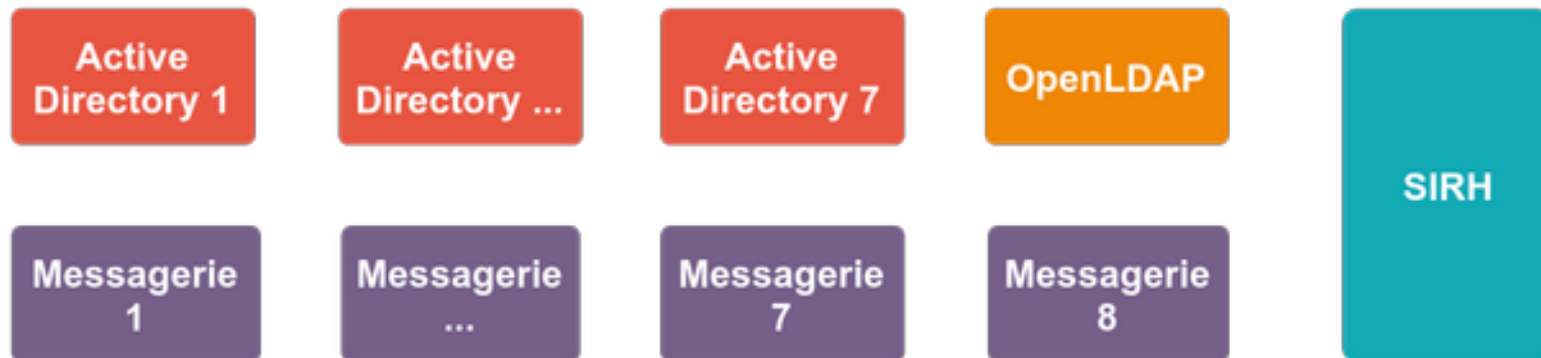 Active
Directory 1
Active
Directory ...
Active
Directory 7
OpenLDAP
SIRH
Messagerie
1
Messagerie
...
Messagerie
7
Messagerie
8